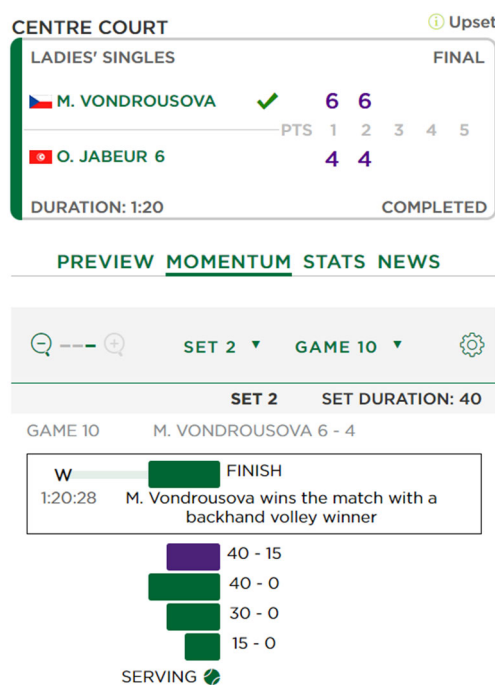 CENTRE COURT
Upset
LADIES' SINGLES FINAL
M. VONDROUSOVA 6 6
PTS 1 2 3 4 5
O. JABEUR 6 4 4
DURATION: 1:20 COMPLETED
PREVIEW MOMENTUM STATS NEWS
SET 2 GAME 10
SET 2 SET DURATION: 40
GAME 10 M. VONDROUSOVA 6 - 4
W FINISH
1:20:28 M. Vondrousova wins the match with a
backhand volley winner
40 - 15
40 - 0
30 - 0
15 - 0
SERVING